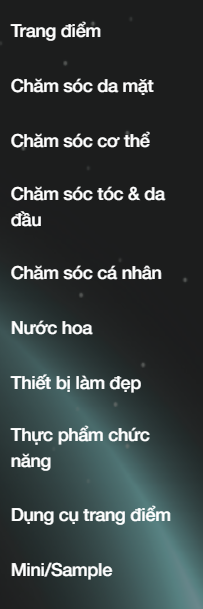 Trang điểm
Chăm sóc da mặt
Chăm sóc cơ thể
Chăm sóc tóc & da
đầu
Chăm sóc cá nhân
Nước hoa
Thiết bị làm đẹp
Thực phẩm chức
năng
Dụng cụ trang điểm
Mini/Sample